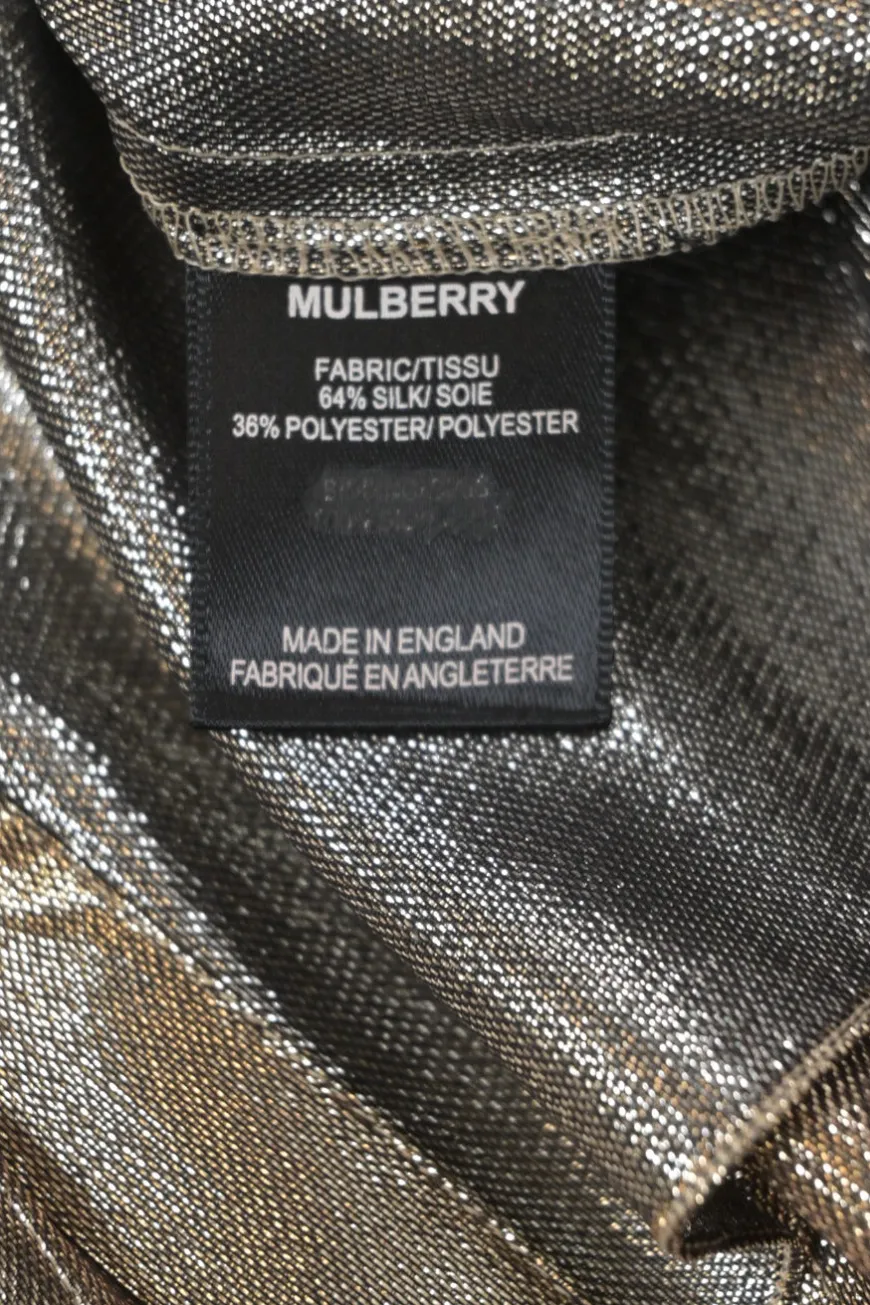 MULBERRY
FABRIC/TISSU
64% SILK/ SOIE
36% POLYESTER/ POLYESTER
MADE IN ENGLAND
FABRIQUÉ EN ANGLETERRE